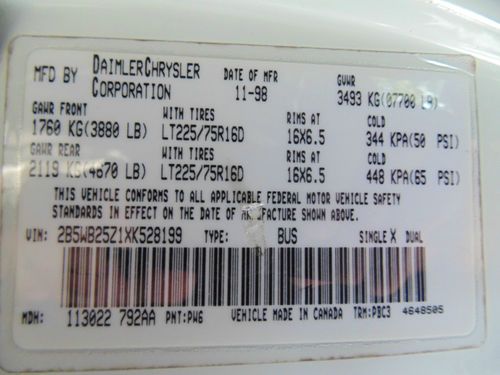 MFD BY DAIMLERCHRYSLER CORPORATION DATE OF MFR 11-98 GVWR 3493 KG(07700 LB)
GAWR FRONT WITH TIRES RIMS AT COLD
1760 KG(3880 LB) LT225/75R16D 16X6.5 344 KPA(50 PSI)
GAWR REAR WITH TIRES RIMS AT COLD
2119 KG(4670 LB) LT225/75R16D 16X6.5 448 KPA(65 PSI)
THIS VEHICLE CONFORMS TO ALL APPLICABLE FEDERAL MOTOR VEHICLE SAFETY
STANDARDS IN EFFECT ON THE DATE OF MANUFACTURE SHOWN ABOVE.
VIN: 2B5WB25Z1XK528199 TYPE: BUS SINGLE X DUAL
MDH: 113022 792AA PNT: PW6 VEHICLE MADE IN CANADA TRM: PBC3 4648505